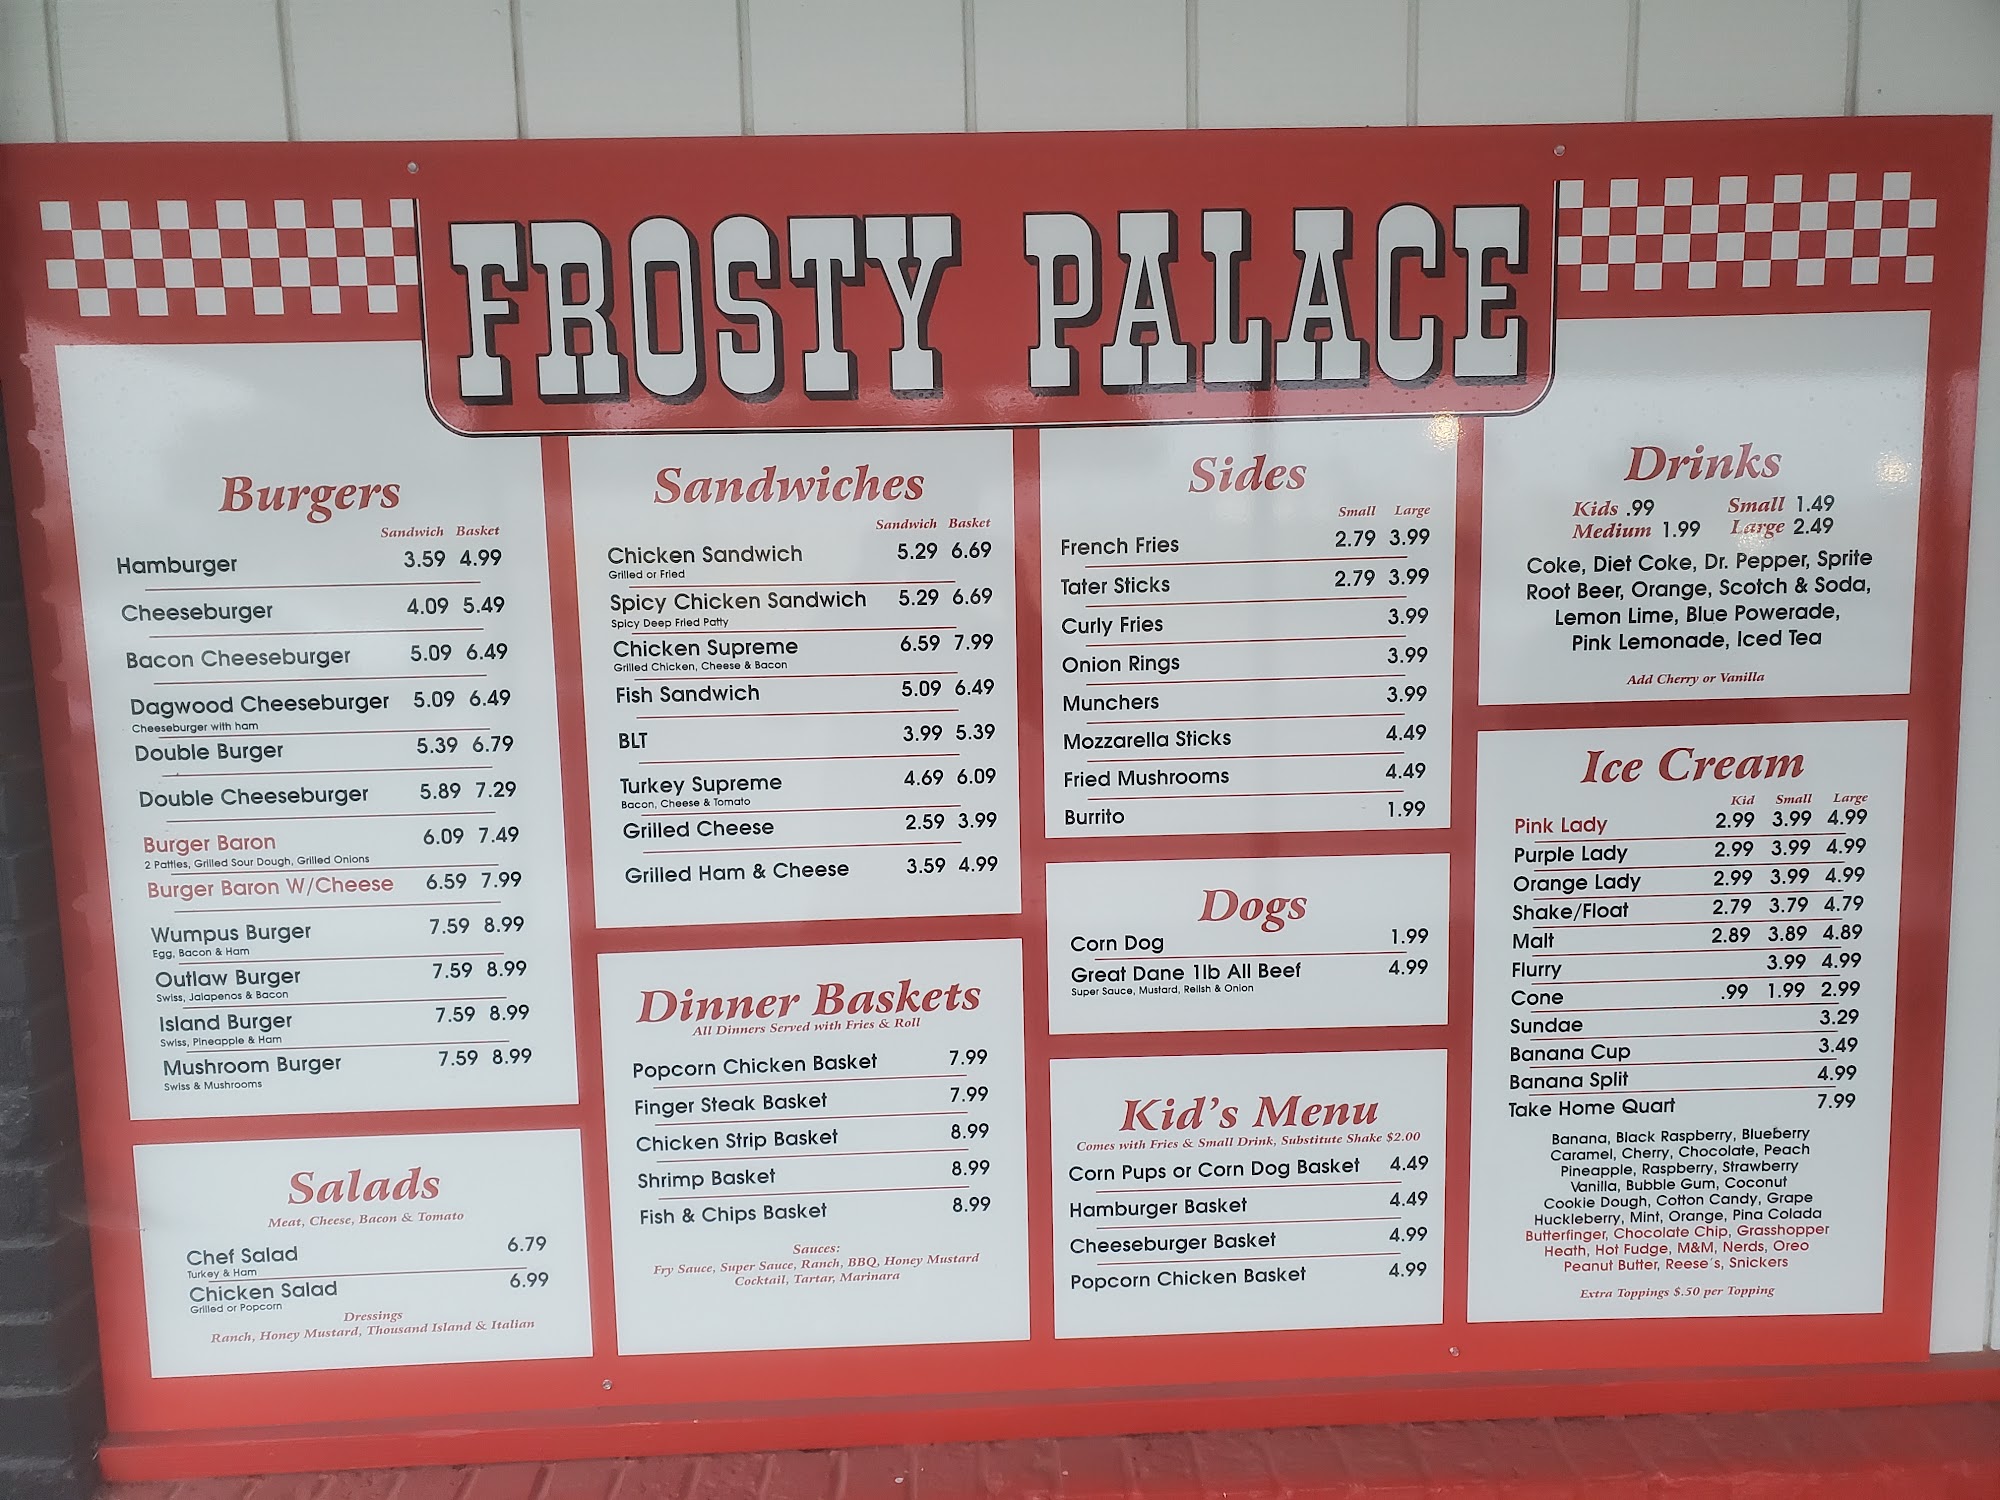 FROSTY PALACE
Burgers
Sandwich Basket
Hamburger 3.59 4.99
Cheeseburger 4.09 5.49
Bacon Cheeseburger 5.09 6.49
Dagwood Cheeseburger 5.09 6.49
Cheeseburger with ham
Double Burger 5.39 6.79
Double Cheeseburger 5.89 7.29
Burger Baron 6.09 7.49
2 Patties, Grilled Sour Dough, Grilled Onions
Burger Baron W/Cheese 6.59 7.99
Wumpus Burger 7.59 8.99
Egg, Bacon & Ham
Outlaw Burger 7.59 8.99
Swiss, Jalapenos & Bacon
Island Burger 7.59 8.99
Swiss, Pineapple & Ham
Mushroom Burger 7.59 8.99
Swiss & Mushrooms
Salads
Meat, Cheese, Bacon & Tomato
Chef Salad 6.79
Turkey & Ham
Chicken Salad 6.99
Grilled or Popcorn
Dressings
Ranch, Honey Mustard, Thousand Island & Italian
Sandwiches
Sandwich Basket
Chicken Sandwich 5.29 6.69
Grilled or Fried
Spicy Chicken Sandwich 5.29 6.69
Spicy Deep Fried Patty
Chicken Supreme 6.59 7.99
Grilled Chicken, Cheese & Bacon
Fish Sandwich 5.09 6.49
BLT 3.99 5.39
Turkey Supreme 4.69 6.09
Bacon, Cheese & Tomato
Grilled Cheese 2.59 3.99
Grilled Ham & Cheese 3.59 4.99
Dinner Baskets
All Dinners Served with Fries & Roll
Popcorn Chicken Basket 7.99
Finger Steak Basket 7.99
Chicken Strip Basket 8.99
Shrimp Basket 8.99
Fish & Chips Basket 8.99
Sauces:
Fry Sauce, Super Sauce, Ranch, BBQ, Honey Mustard
Cocktail, Tartar, Marinara
Sides
Small Large
French Fries 2.79 3.99
Tater Sticks 2.79 3.99
Curly Fries 3.99
Onion Rings 3.99
Munchers 3.99
Mozzarella Sticks 4.49
Fried Mushrooms 4.49
Burrito 1.99
Dogs
Corn Dog 1.99
Great Dane 1lb All Beef 4.99
Super Sauce, Mustard, Relish & Onion
Kid's Menu
Comes with Fries & Small Drink, Substitute Shake $2.00
Corn Pups or Corn Dog Basket 4.49
Hamburger Basket 4.49
Cheeseburger Basket 4.99
Popcorn Chicken Basket 4.99
Drinks
Kids .99 Small 1.49
Medium 1.99 Large 2.49
Coke, Diet Coke, Dr. Pepper, Sprite
Root Beer, Orange, Scotch & Soda,
Lemon Lime, Blue Powerade,
Pink Lemonade, Iced Tea
Add Cherry or Vanilla
Ice Cream
Kid Small Large
Pink Lady 2.99 3.99 4.99
Purple Lady 2.99 3.99 4.99
Orange Lady 2.99 3.99 4.99
Shake/Float 2.79 3.79 4.79
Malt 2.89 3.89 4.89
Flurry 3.99 4.99
Cone .99 1.99 2.99
Sundae 3.29
Banana Cup 3.49
Banana Split 4.99
Take Home Quart 7.99
Banana, Black Raspberry, Blueberry
Caramel, Cherry, Chocolate, Peach
Pineapple, Raspberry, Strawberry
Vanilla, Bubble Gum, Coconut
Cookie Dough, Cotton Candy, Grape
Huckleberry, Mint, Orange, Pina Colada
Butterfinger, Chocolate Chip, Grasshopper
Heath, Hot Fudge, M&M, Nerds, Oreo
Peanut Butter, Reese's, Snickers
Extra Toppings $.50 per Topping